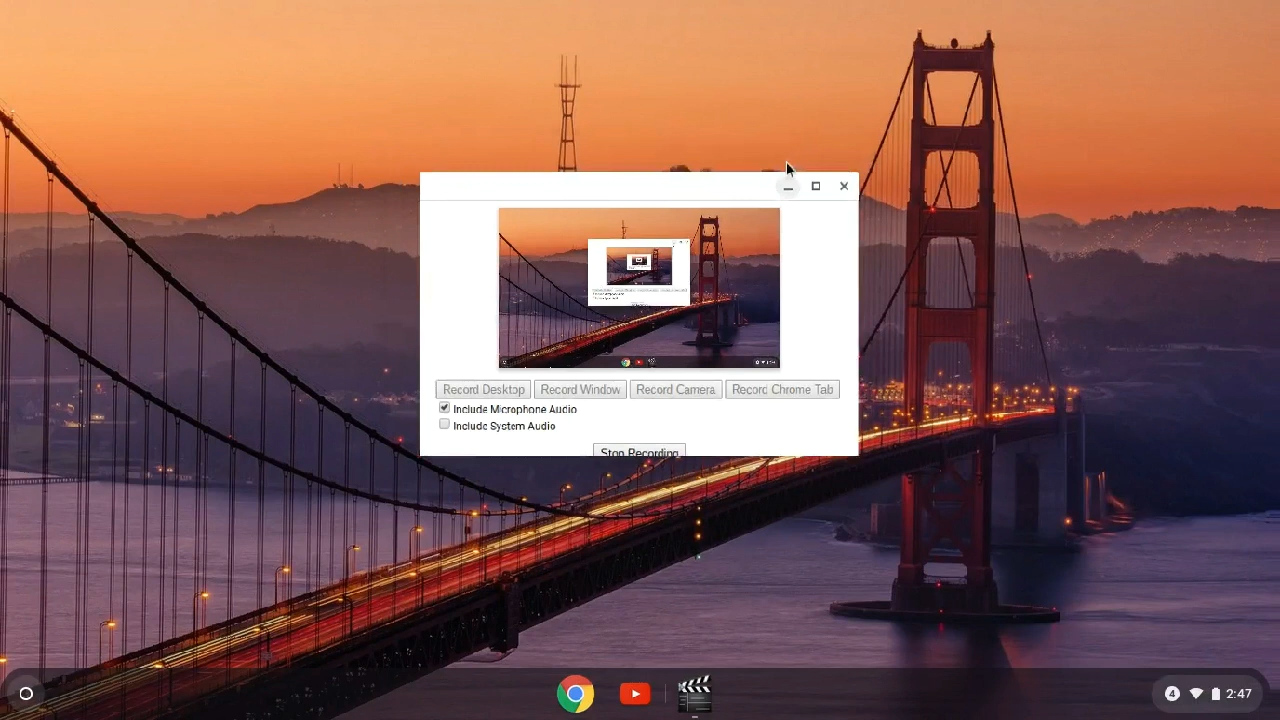 Record Desktop Record Window Record Camera Record Chrome Tab
Include Microphone Audio
Include System Audio
Stop Recording
4 2:47